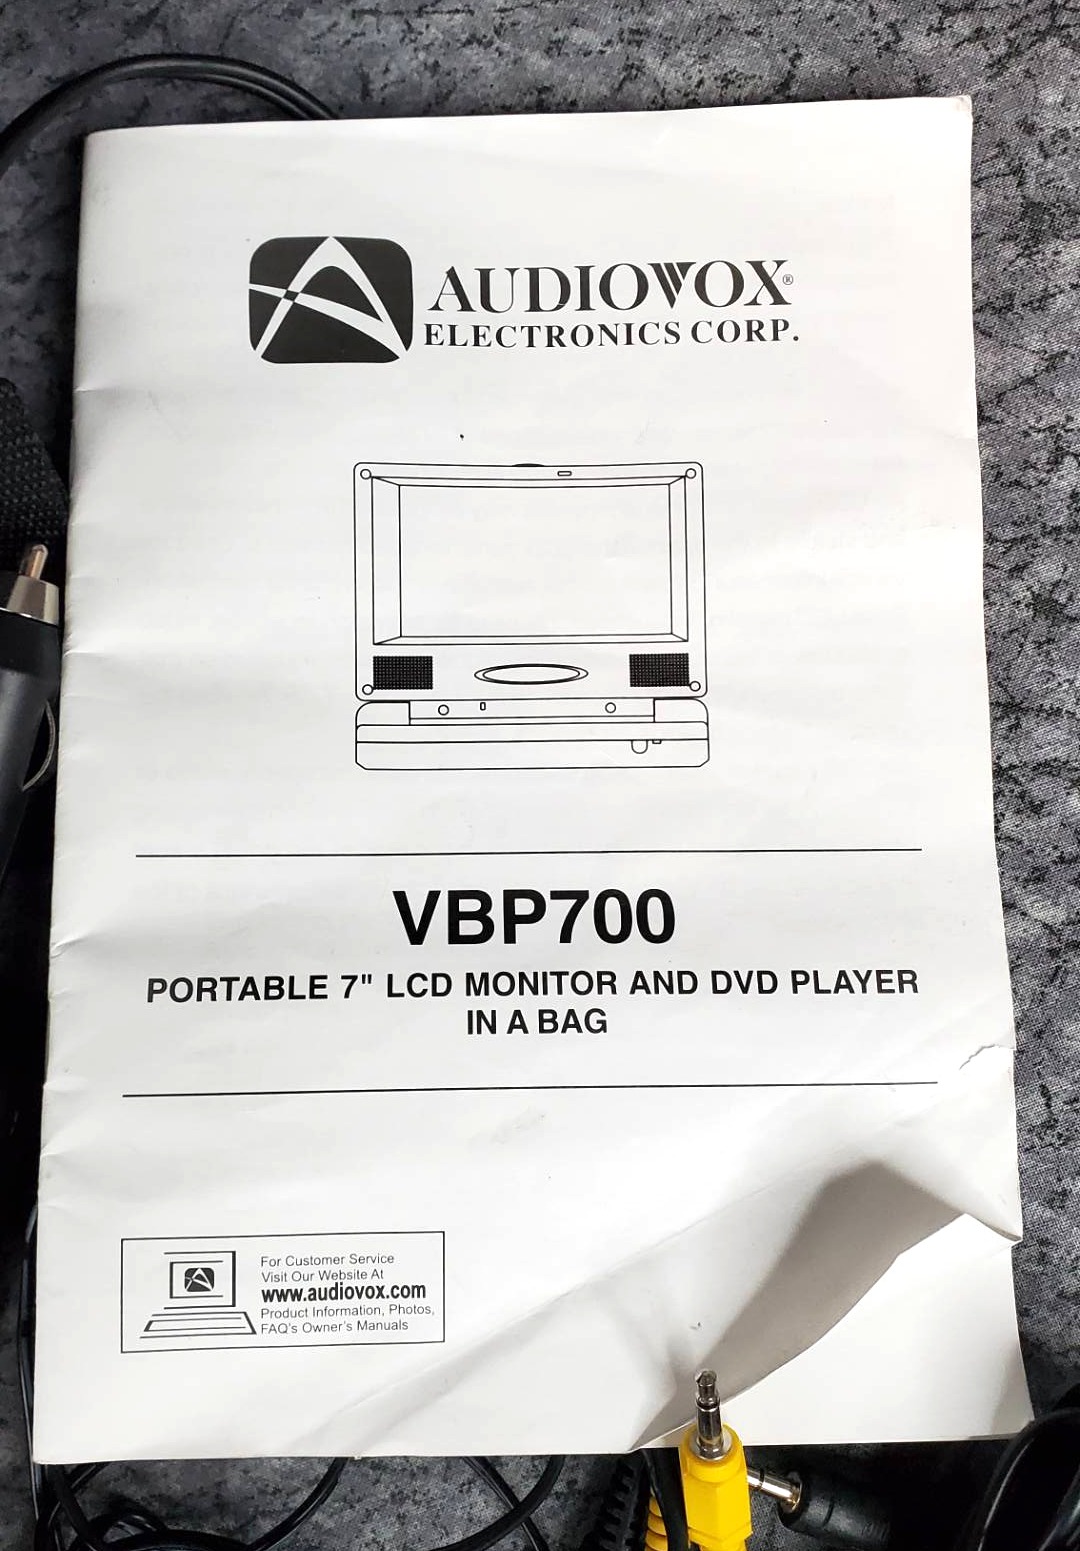 AUDIOVOX®
ELECTRONICS CORP.
VBP700
PORTABLE 7" LCD MONITOR AND DVD PLAYER
IN A BAG
For Customer Service
Visit Our Website At
www.audiovox.com
Product Information, Photos,
FAQ's Owner's Manuals